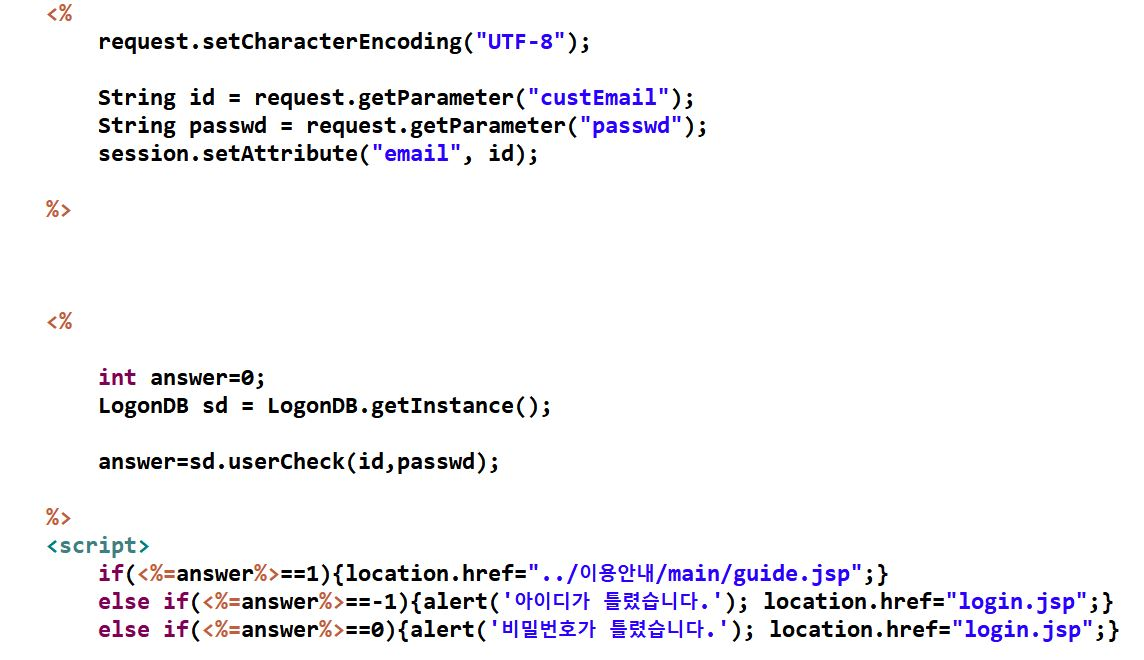 <%
request.setCharacterEncoding("UTF-8");
String id = request.getParameter("custEmail");
String passwd = request.getParameter("passwd");
session.setAttribute("email", id);
%>
<%
int answer=0;
LogonDB sd = LogonDB.getInstance();
answer=sd.userCheck(id,passwd);
%>
<script>
if(<%=answer%>==1){location.href="../이용안내/main/guide.jsp";}
else if(<%=answer%>==-1){alert('아이디가 틀렸습니다.'); location.href="login.jsp";}
else if(<%=answer%>==0){alert('비밀번호가 틀렸습니다.'); location.href="login.jsp";}